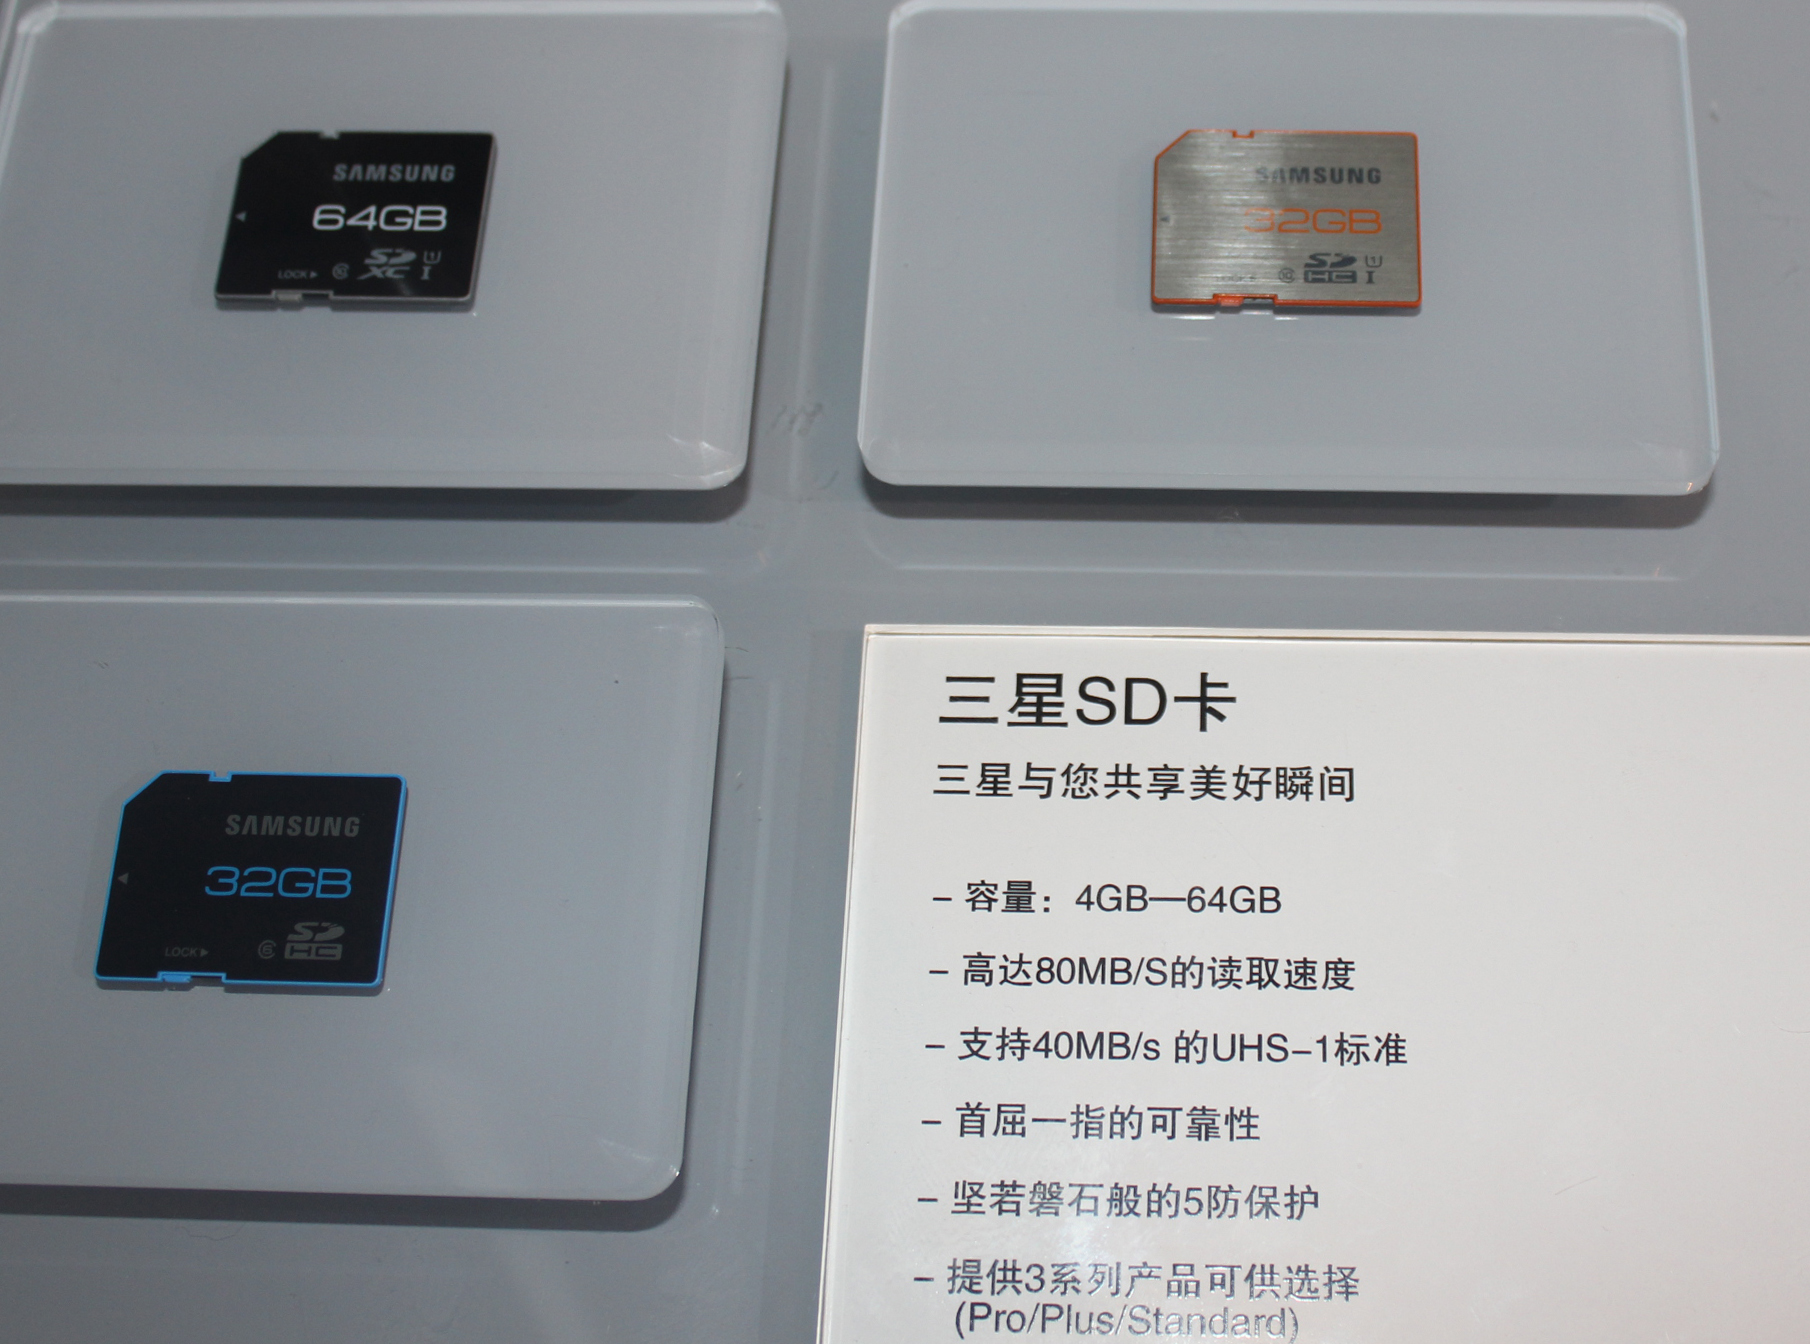 SAMSUNG
64GB
SD XC I
LOCK
SAMSUNG
32GB
SD HC I
SAMSUNG
32GB
SD HC
LOCK
三星SD卡
三星与您共享美好瞬间
– 容量：4GB—64GB
– 高达80MB/S的读取速度
– 支持40MB/s 的UHS–1标准
– 首屈一指的可靠性
– 坚若磐石般的5防保护
– 提供3系列产品可供选择
(Pro/Plus/Standard)